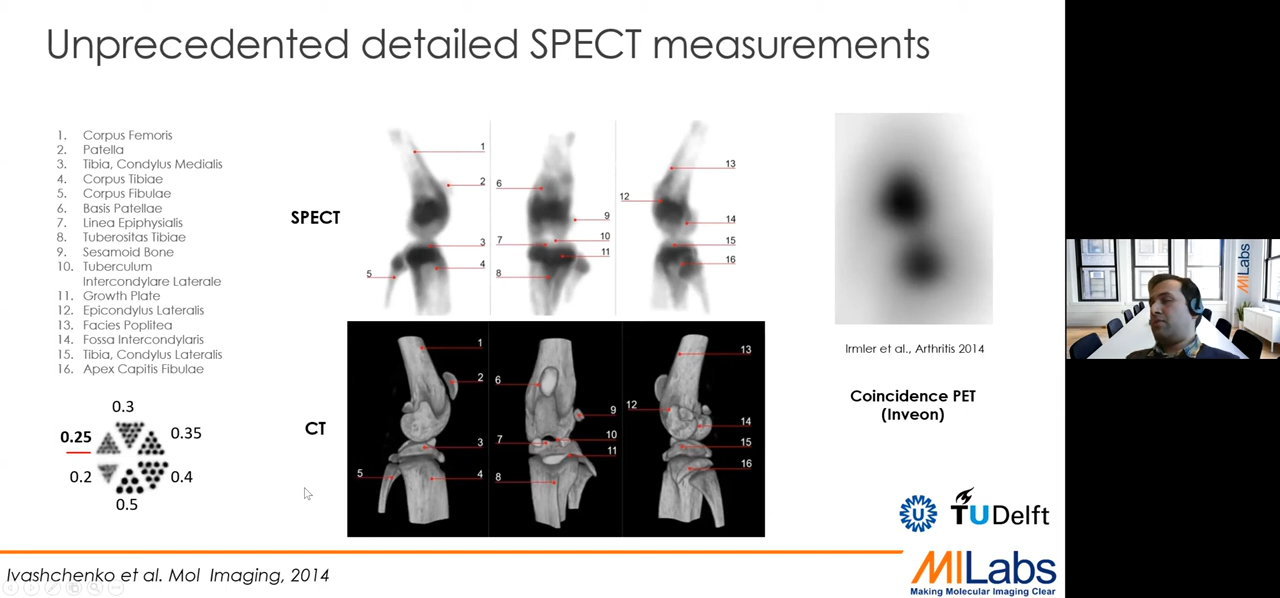 Unprecedented detailed SPECT measurements
1. Corpus Femoris
2. Patella
3. Tibia, Condylus Medialis
4. Corpus Tibiae
5. Corpus Fibulae
6. Basis Patellae
7. Linea Epiphysialis
8. Tuberositas Tibiae
9. Sesamoid Bone
10. Tuberculum
Intercondylare Laterale
11. Growth Plate
12. Epicondylus Lateralis
13. Facies Poplitea
14. Fossa Intercondylaris
15. Tibia, Condylus Lateralis
16. Apex Capitis Fibulae
0.3
0.25
0.35
0.2
0.4
0.5
SPECT
1
2
3
4
5
6
9
7
10
11
8
13
12
14
15
16
CT
1
2
3
5
4
6
9
10
7
11
8
13
12
14
15
16
Irmler et al., Arthritis 2014
Coincidence PET
(Inveon)
TUDelft
MILabs
Making Molecular Imaging Clear
Ivashchenko et al. Mol Imaging, 2014
MILabs